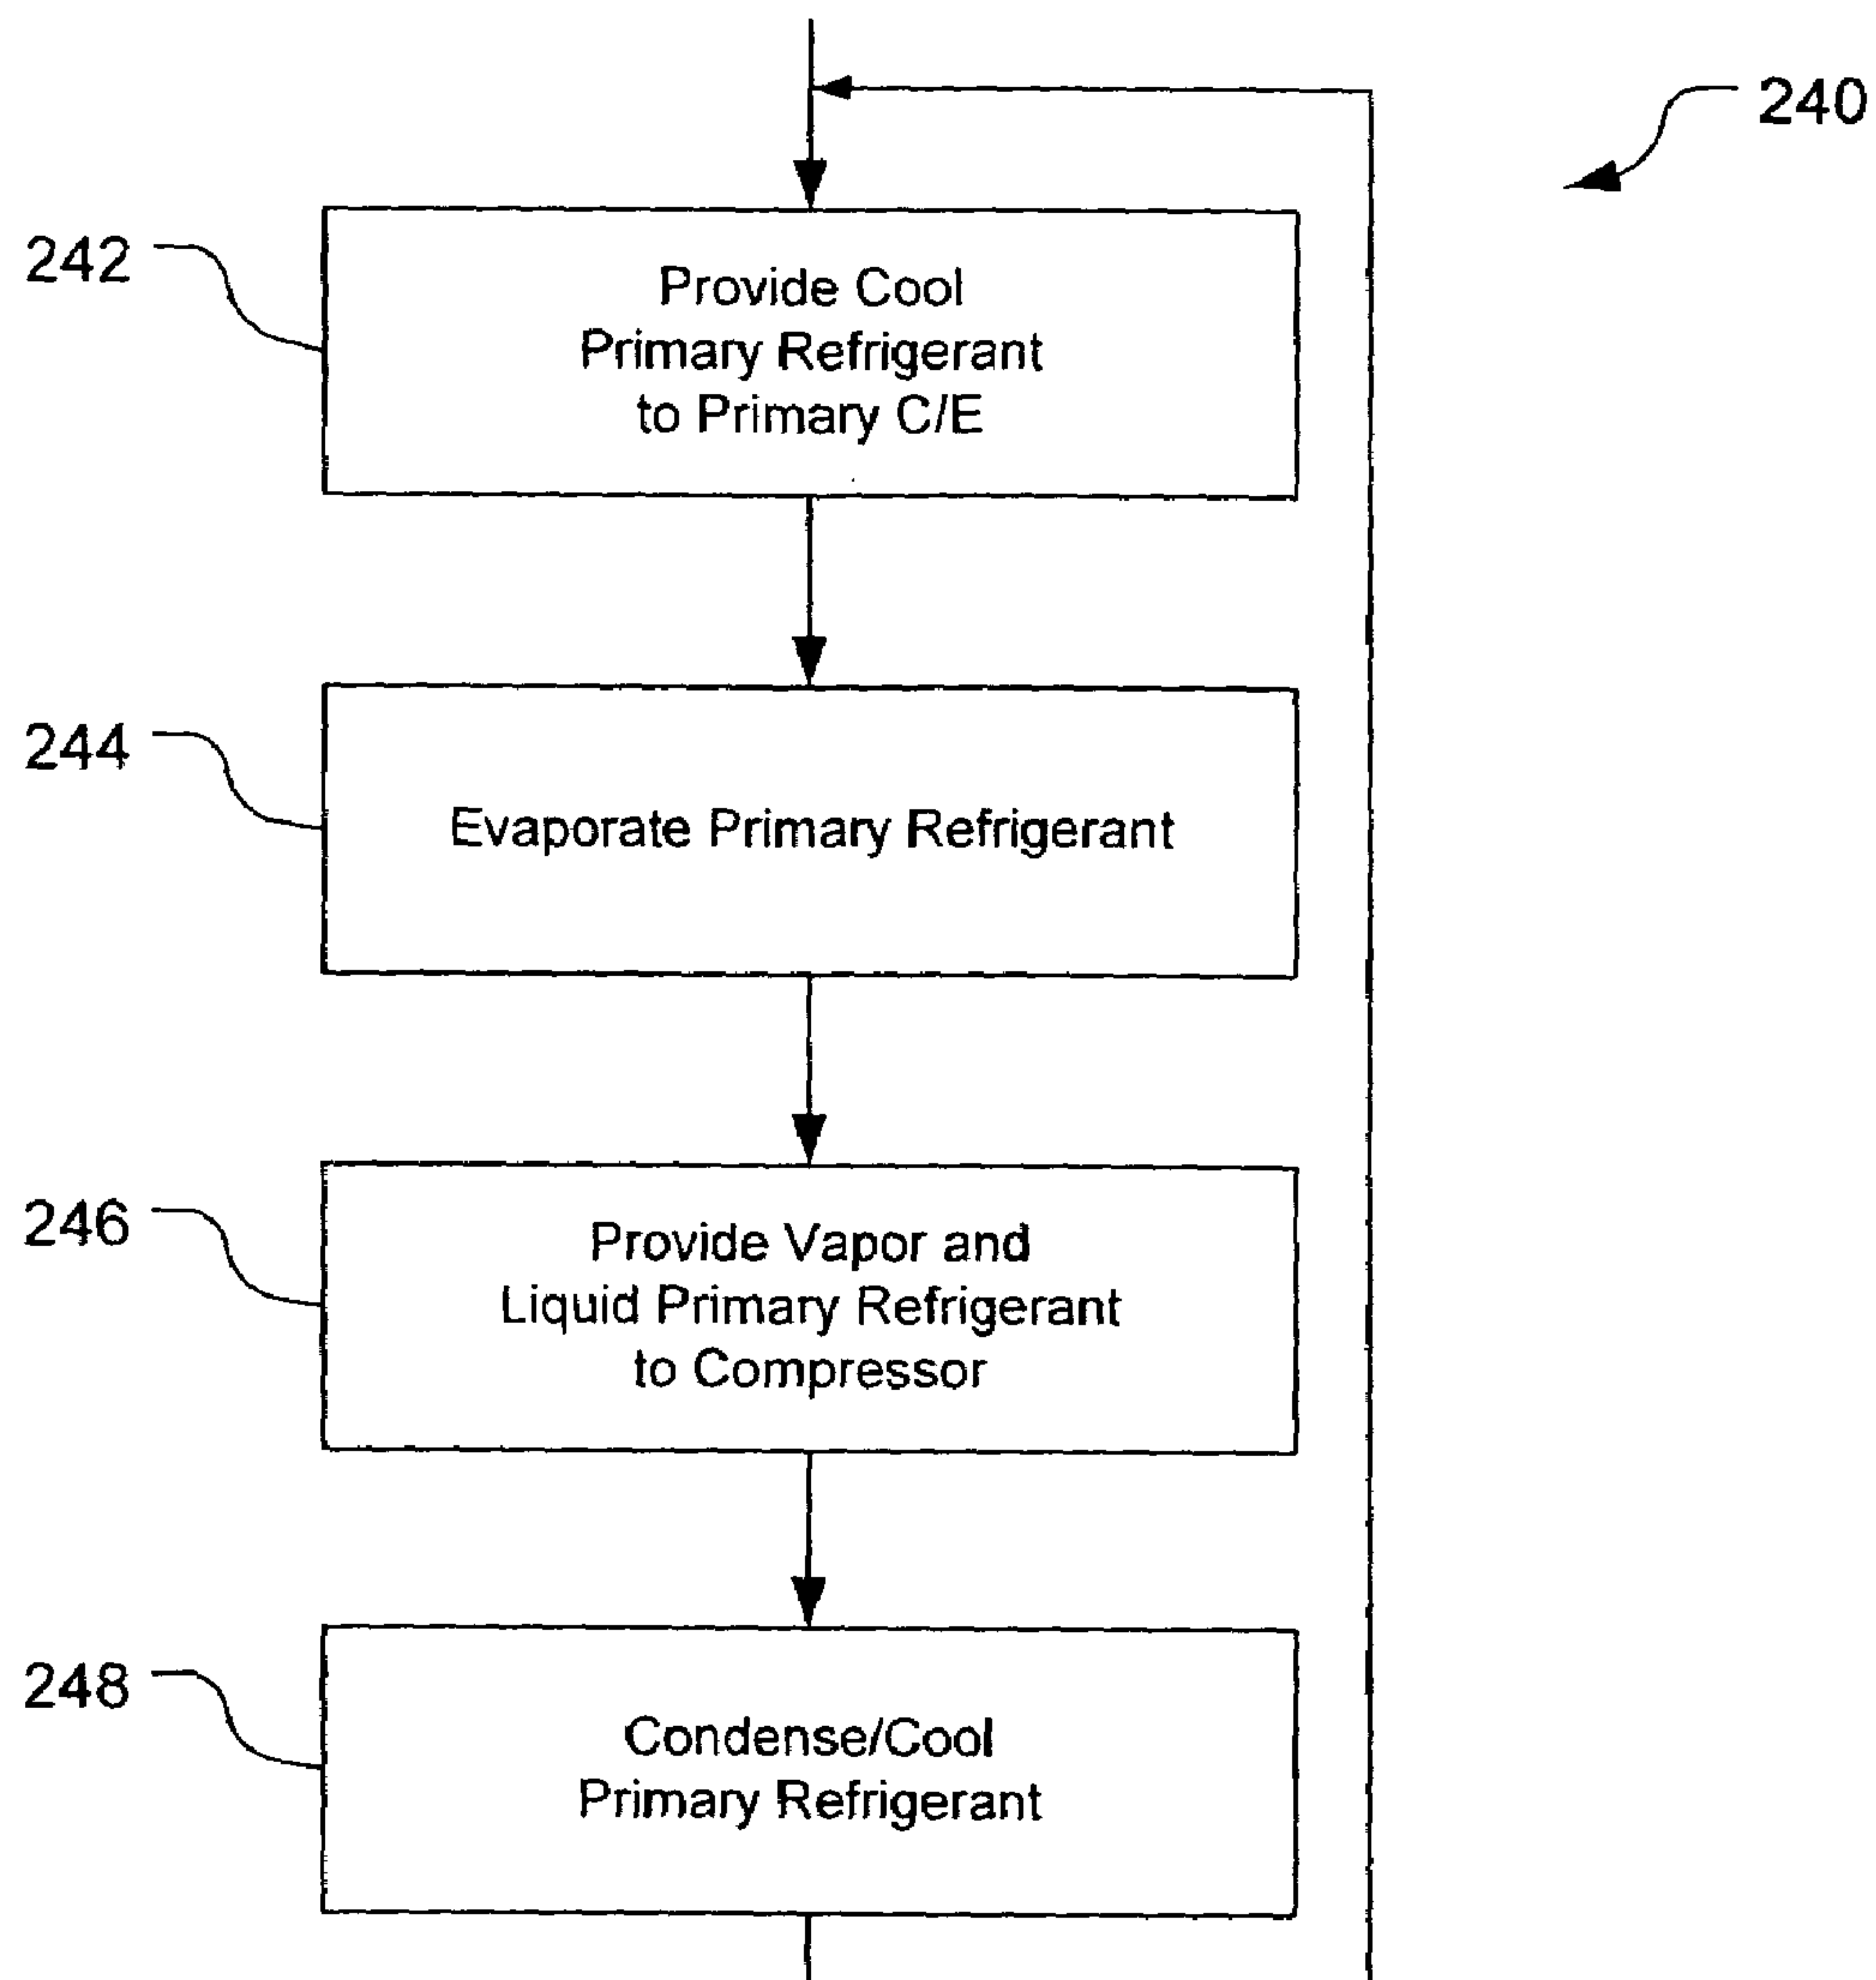 240
242
Provide Cool
Primary Refrigerant
to Primary C/E
244
Evaporate Primary Refrigerant
246
Provide Vapor and
Liquid Primary Refrigerant
to Compressor
248
Condense/Cool
Primary Refrigerant